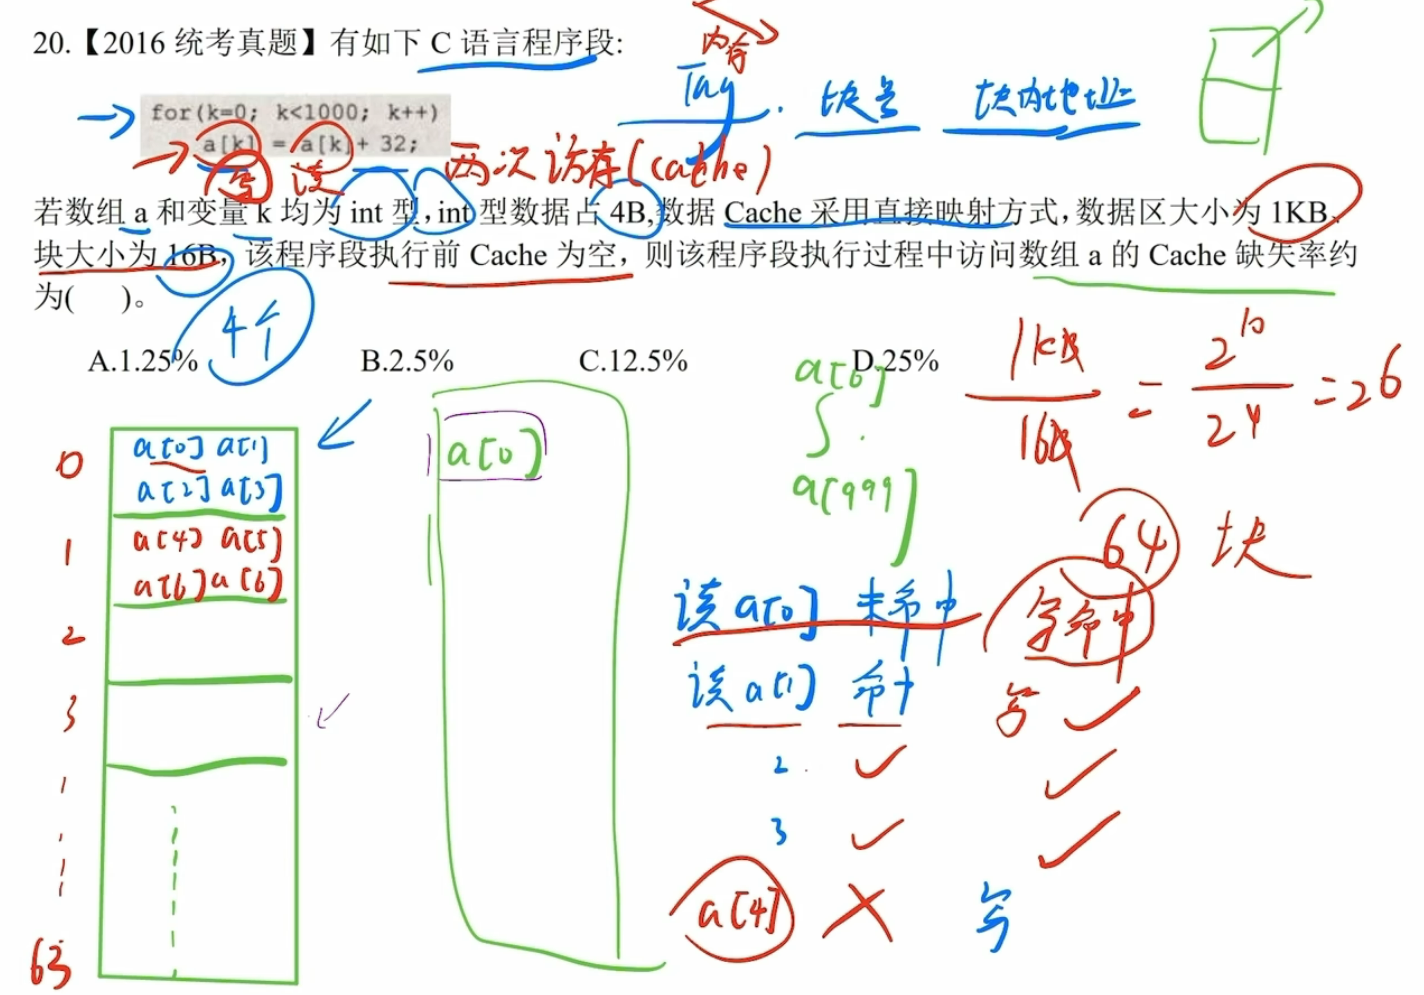 20.【2016 统考真题】有如下 C 语言程序段:
内存
Tag 块号 块内地址
for(k=0; k<1000; k++)
a[k] = a[k]+ 32;
写 读 两次访存(cache)
若数组 a 和变量 k 均为 int 型,int 型数据占 4B,数据 Cache 采用直接映射方式,数据区大小为 1KB、
块大小为 16B, 该程序段执行前 Cache 为空, 则该程序段执行过程中访问数组 a 的 Cache 缺失率约
为( )。
4个
A.1.25% B.2.5% C.12.5% D.25%
1KB / 16B = 2^10 / 2^4 = 2^6
64 块
0 a[0] a[1]
a[2] a[3]
1 a[4] a[5]
a[6] a[6]
2
3
63
a[0]
a[0]
a[999]
读 a[0] 未命中 写命中
读 a[1] 命中 写 ✓
2 ✓ ✓
3 ✓ ✓
a[4] ✗ 写